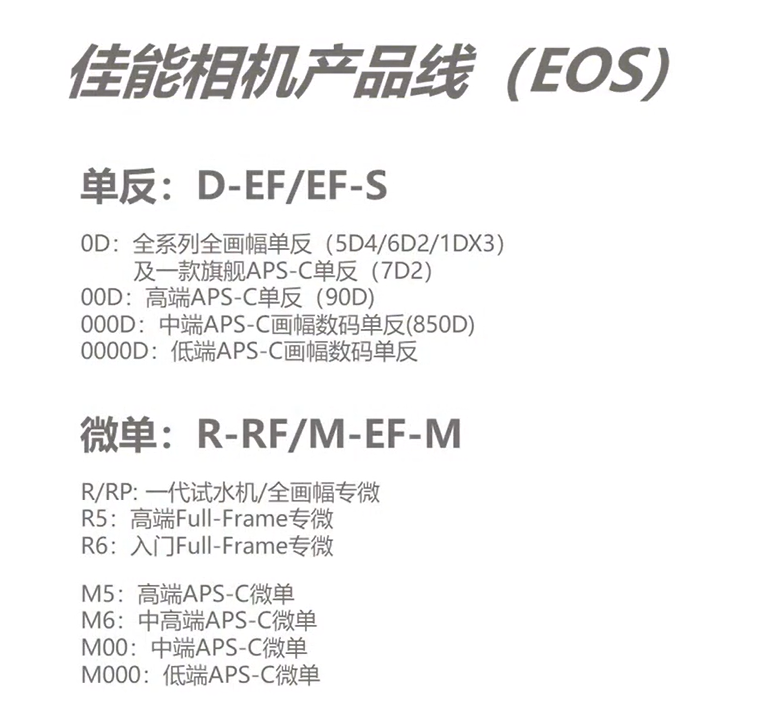 佳能相机产品线（EOS）
单反：D-EF/EF-S
0D：全系列全画幅单反（5D4/6D2/1DX3）
及一款旗舰APS-C单反（7D2）
00D：高端APS-C单反（90D)
000D：中端APS-C画幅数码单反(850D)
0000D：低端APS-C画幅数码单反
微单：R-RF/M-EF-M
R/RP: 一代试水机/全画幅专微
R5：高端Full-Frame专微
R6：入门Full-Frame专微
M5：高端APS-C微单
M6：中高端APS-C微单
M00：中端APS-C微单
M000：低端APS-C微单